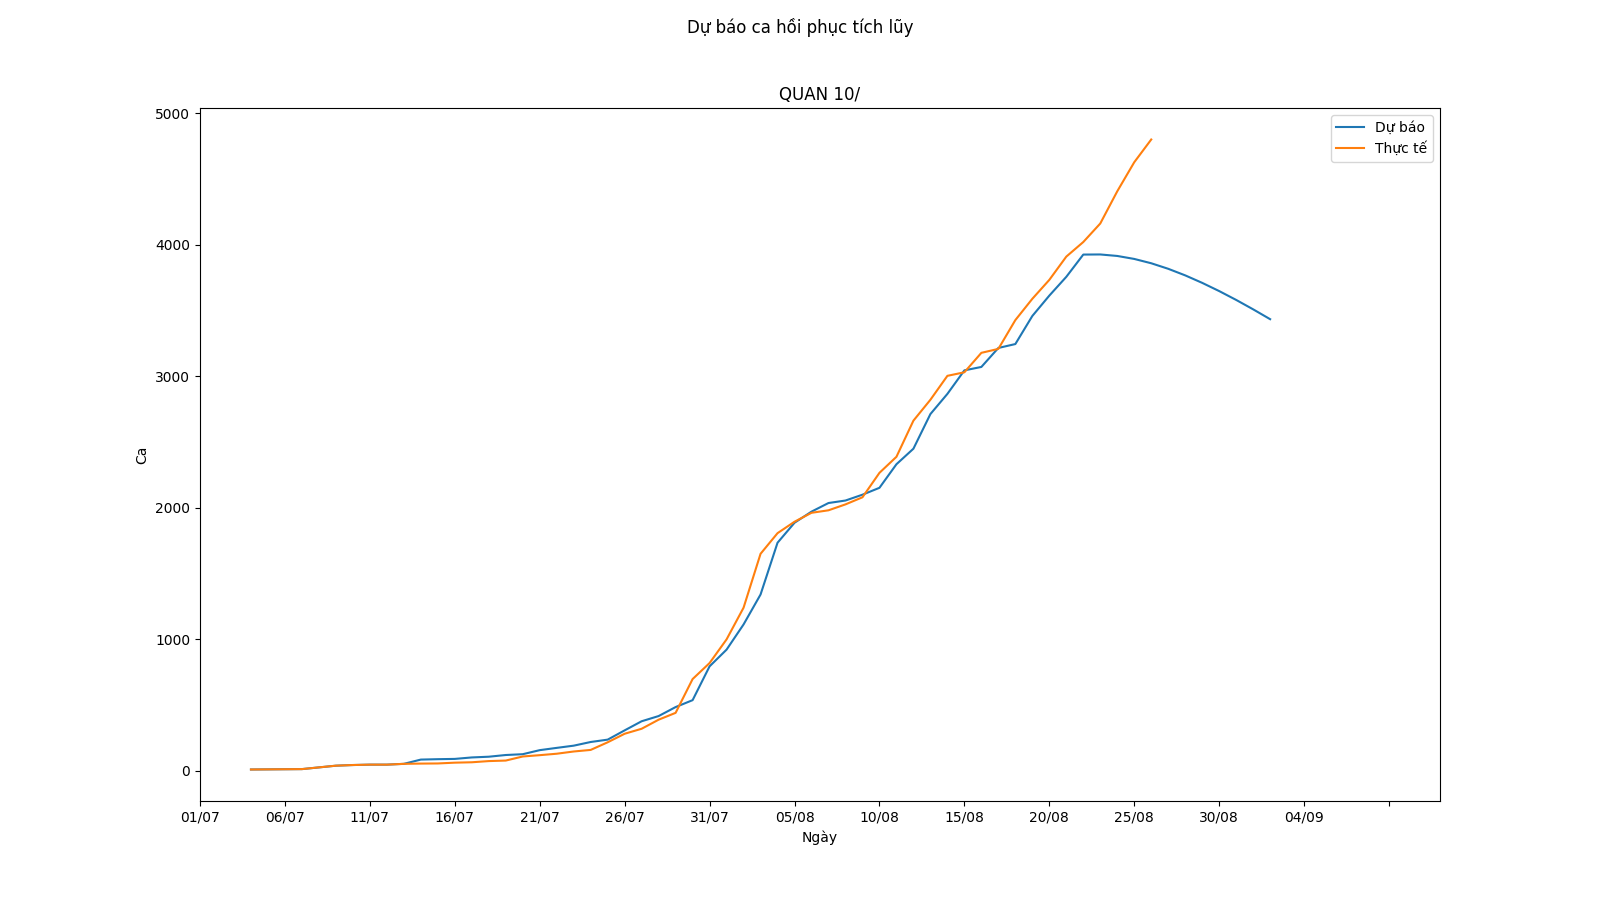 Dự báo ca hồi phục tích lũy
QUAN 10/
Dự báo
Thực tế
5000
4000
3000
2000
1000
0
Ca
01/07 06/07 11/07 16/07 21/07 26/07 31/07 05/08 10/08 15/08 20/08 25/08 30/08 04/09
Ngày